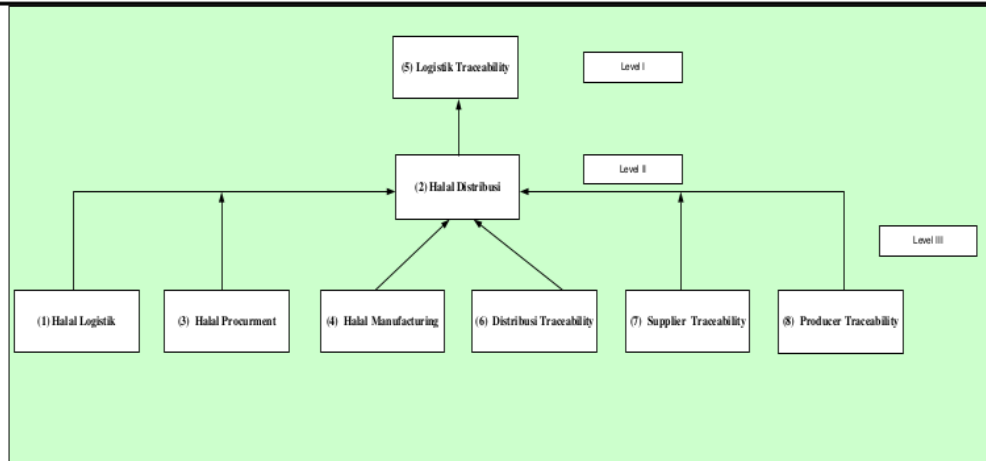 (5) Logistik Traceability
Level I
(2) Halal Distribusi
Level II
Level III
(1) Halal Logistik
(3) Halal Procurment
(4) Halal Manufacturing
(6) Distribusi Traceability
(7) Supplier Traceability
(8) Producer Traceability